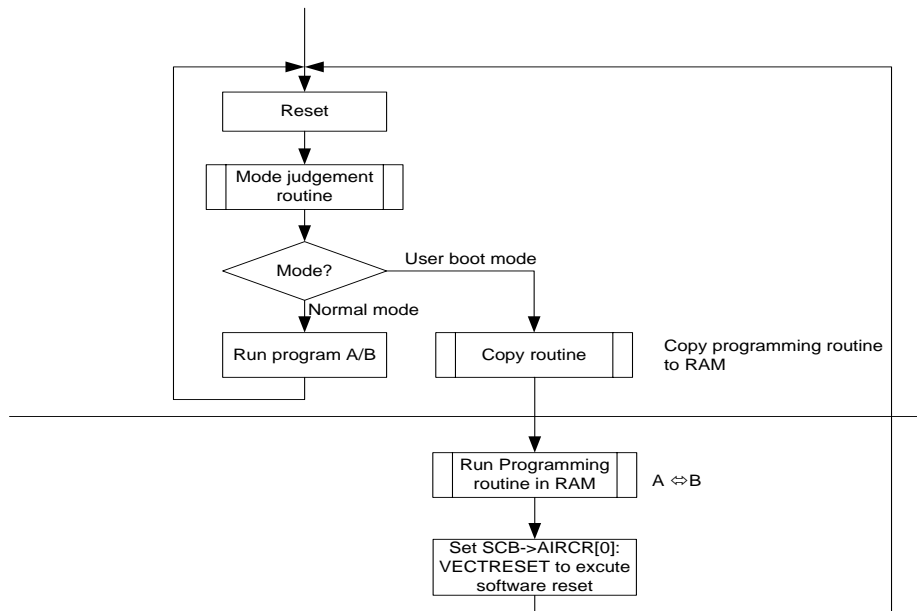 Reset
Mode judgement
routine
Mode?
User boot mode
Normal mode
Run program A/B
Copy routine
Copy programming routine
to RAM
Run Programming
routine in RAM
A ⇔B
Set SCB->AIRCR[0]:
VECTRESET to excute
software reset